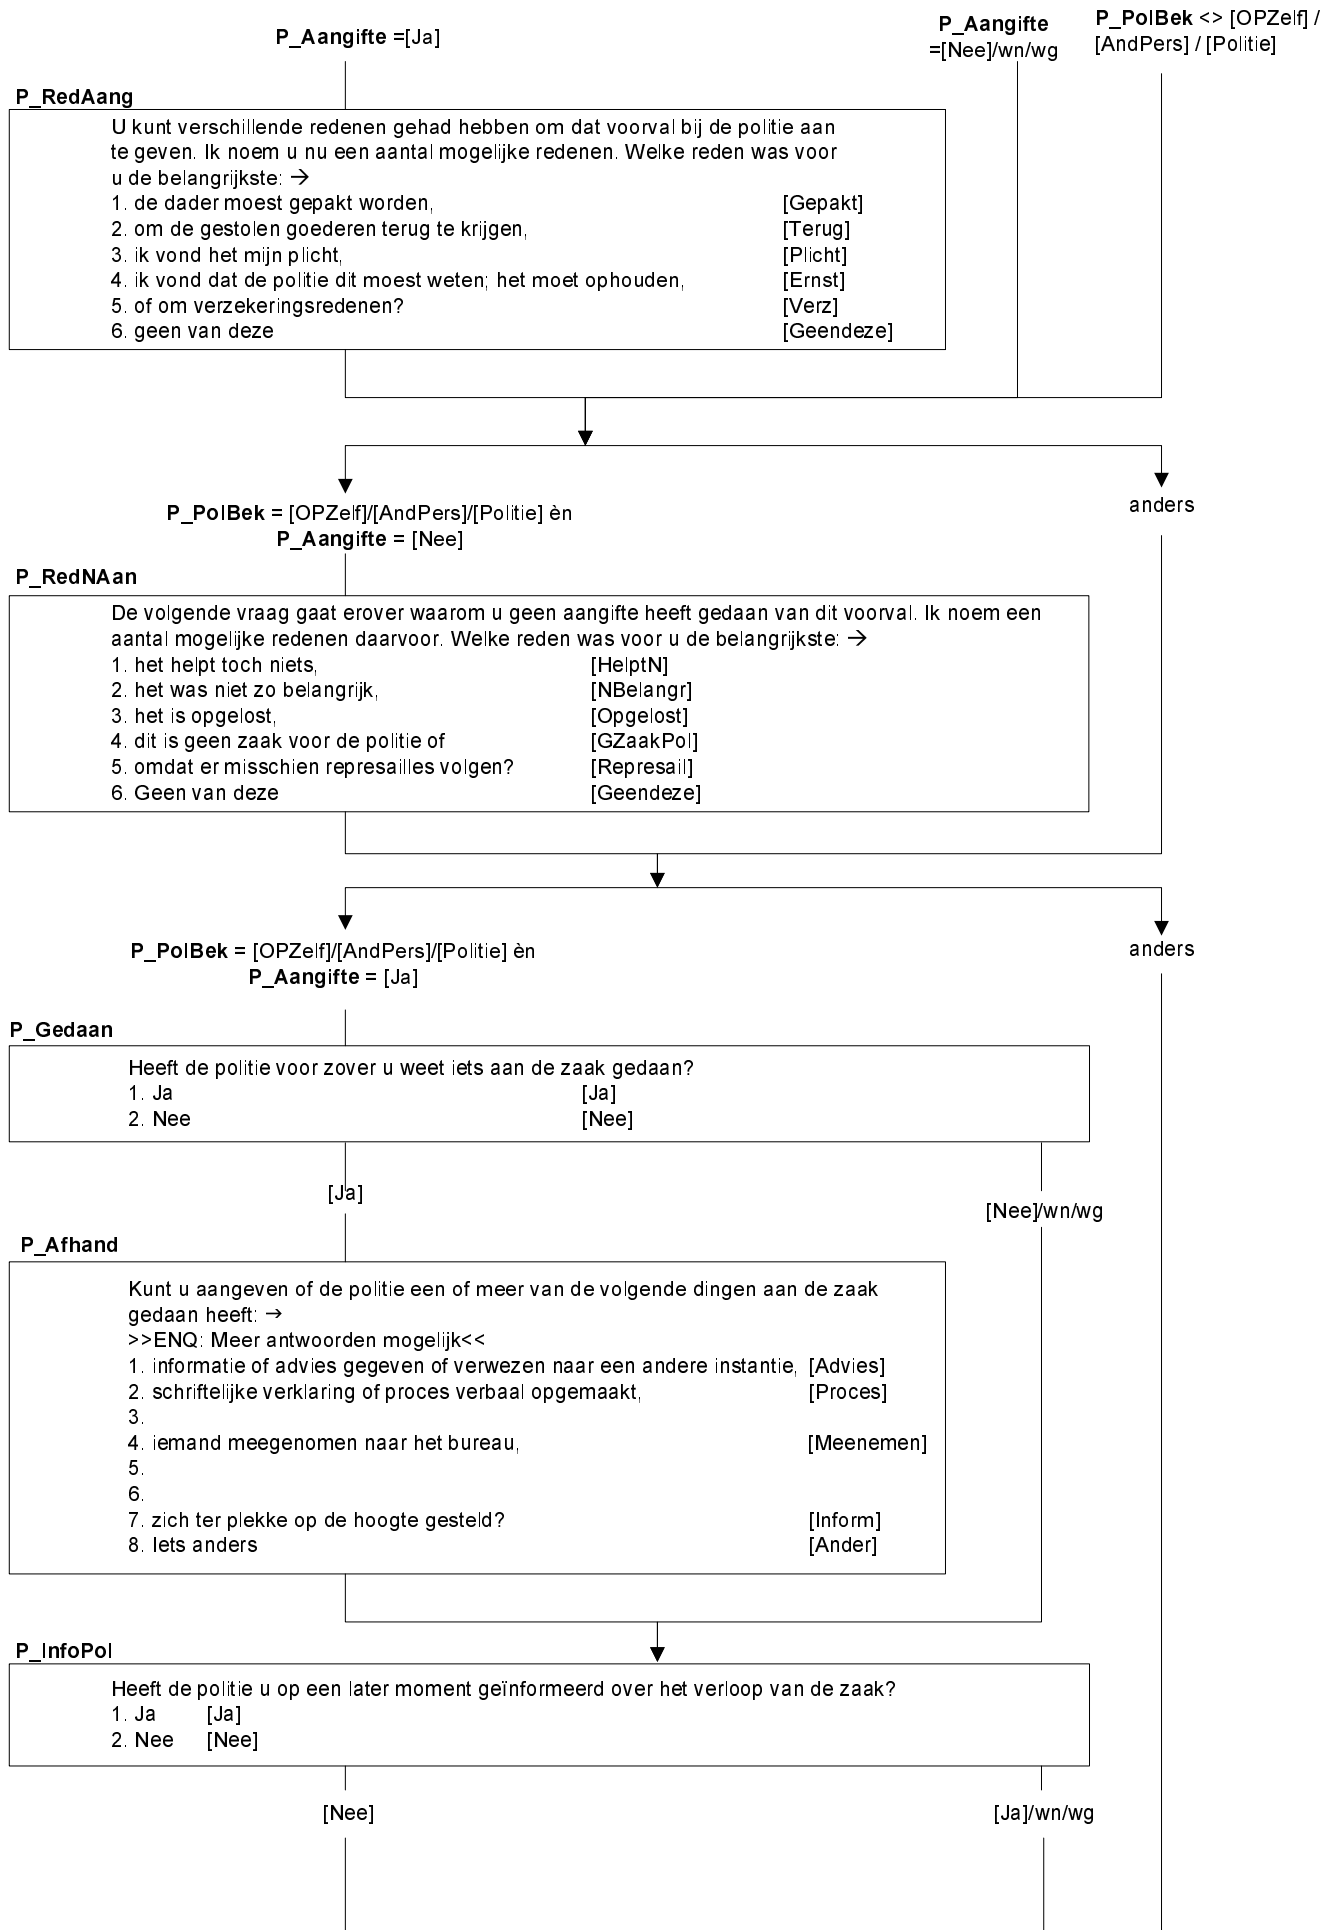 P_Aangifte =[Ja]
P_Aangifte
=[Nee]/wn/wg
P_PolBek <> [OPZelf] /
[AndPers] / [Politie]
P_RedAang
U kunt verschillende redenen gehad hebben om dat voorval bij de politie aan
te geven. Ik noem u nu een aantal mogelijke redenen. Welke reden was voor
u de belangrijkste: →
1. de dader moest gepakt worden, [Gepakt]
2. om de gestolen goederen terug te krijgen, [Terug]
3. ik vond het mijn plicht, [Plicht]
4. ik vond dat de politie dit moest weten; het moet ophouden, [Ernst]
5. of om verzekeringsredenen? [Verz]
6. geen van deze [Geendeze]
P_PolBek = [OPZelf]/[AndPers]/[Politie] èn
P_Aangifte = [Nee]
anders
P_RedNAan
De volgende vraag gaat erover waarom u geen aangifte heeft gedaan van dit voorval. Ik noem een
aantal mogelijke redenen daarvoor. Welke reden was voor u de belangrijkste: →
1. het helpt toch niets, [HelptN]
2. het was niet zo belangrijk, [NBelangr]
3. het is opgelost, [Opgelost]
4. dit is geen zaak voor de politie of [GZaakPol]
5. omdat er misschien represailles volgen? [Represail]
6. Geen van deze [Geendeze]
P_PolBek = [OPZelf]/[AndPers]/[Politie] èn
P_Aangifte = [Ja]
anders
P_Gedaan
Heeft de politie voor zover u weet iets aan de zaak gedaan?
1. Ja [Ja]
2. Nee [Nee]
[Ja]
[Nee]/wn/wg
P_Afhand
Kunt u aangeven of de politie een of meer van de volgende dingen aan de zaak
gedaan heeft: →
>>ENQ: Meer antwoorden mogelijk<<
1. informatie of advies gegeven of verwezen naar een andere instantie, [Advies]
2. schriftelijke verklaring of proces verbaal opgemaakt, [Proces]
3.
4. iemand meegenomen naar het bureau, [Meenemen]
5.
6.
7. zich ter plekke op de hoogte gesteld? [Inform]
8. Iets anders [Ander]
P_InfoPol
Heeft de politie u op een later moment geïnformeerd over het verloop van de zaak?
1. Ja [Ja]
2. Nee [Nee]
[Nee]
[Ja]/wn/wg